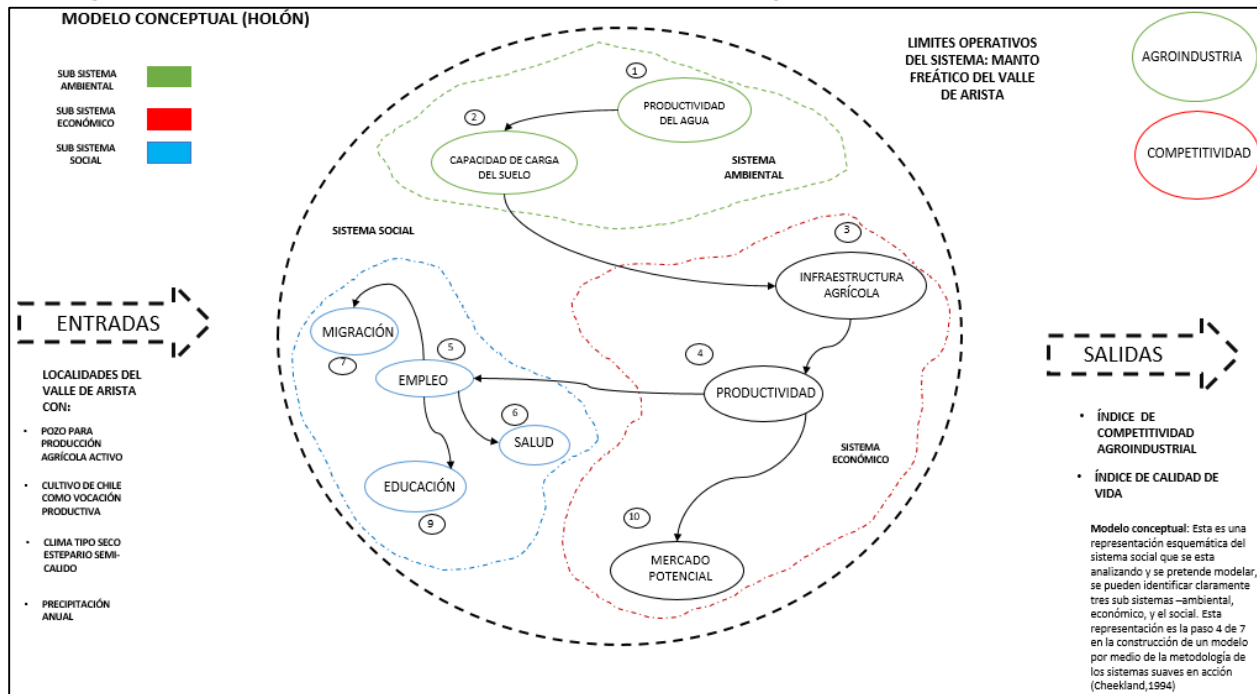 MODELO CONCEPTUAL (HOLÓN)
SUB SISTEMA
AMBIENTAL
SUB SISTEMA
ECONÓMICO
SUB SISTEMA
SOCIAL
LIMITES OPERATIVOS
DEL SISTEMA: MANTO
FREÁTICO DEL VALLE
DE ARISTA
AGROINDUSTRIA
COMPETITIVIDAD
1
PRODUCTIVIDAD
DEL AGUA
2
CAPACIDAD DE CARGA
DEL SUELO
SISTEMA
AMBIENTAL
SISTEMA SOCIAL
3
INFRAESTRUCTURA
AGRÍCOLA
4
PRODUCTIVIDAD
SISTEMA
ECONÓMICO
10
MERCADO
POTENCIAL
MIGRACIÓN
7
5
EMPLEO
6
SALUD
EDUCACIÓN
9
ENTRADAS
LOCALIDADES DEL
VALLE DE ARISTA
CON:
• POZO PARA
PRODUCCIÓN
AGRÍCOLA ACTIVO
• CULTIVO DE CHILE
COMO VOCACIÓN
PRODUCTIVA
• CLIMA TIPO SECO
ESTEPARIO SEMI-
CALIDO
• PRECIPITACIÓN
ANUAL
SALIDAS
• ÍNDICE DE
COMPETITIVIDAD
AGROINDUSTRIAL
• ÍNDICE DE CALIDAD DE
VIDA
Modelo conceptual: Esta es una
representación esquemática del
sistema social que se esta
analizando y se pretende modelar,
se pueden identificar claramente
tres sub sistemas –ambiental,
económico, y el social. Esta
representación es la paso 4 de 7
en la construcción de un modelo
por medio de la metodología de
los sistemas suaves en acción
(Cheekland,1994)